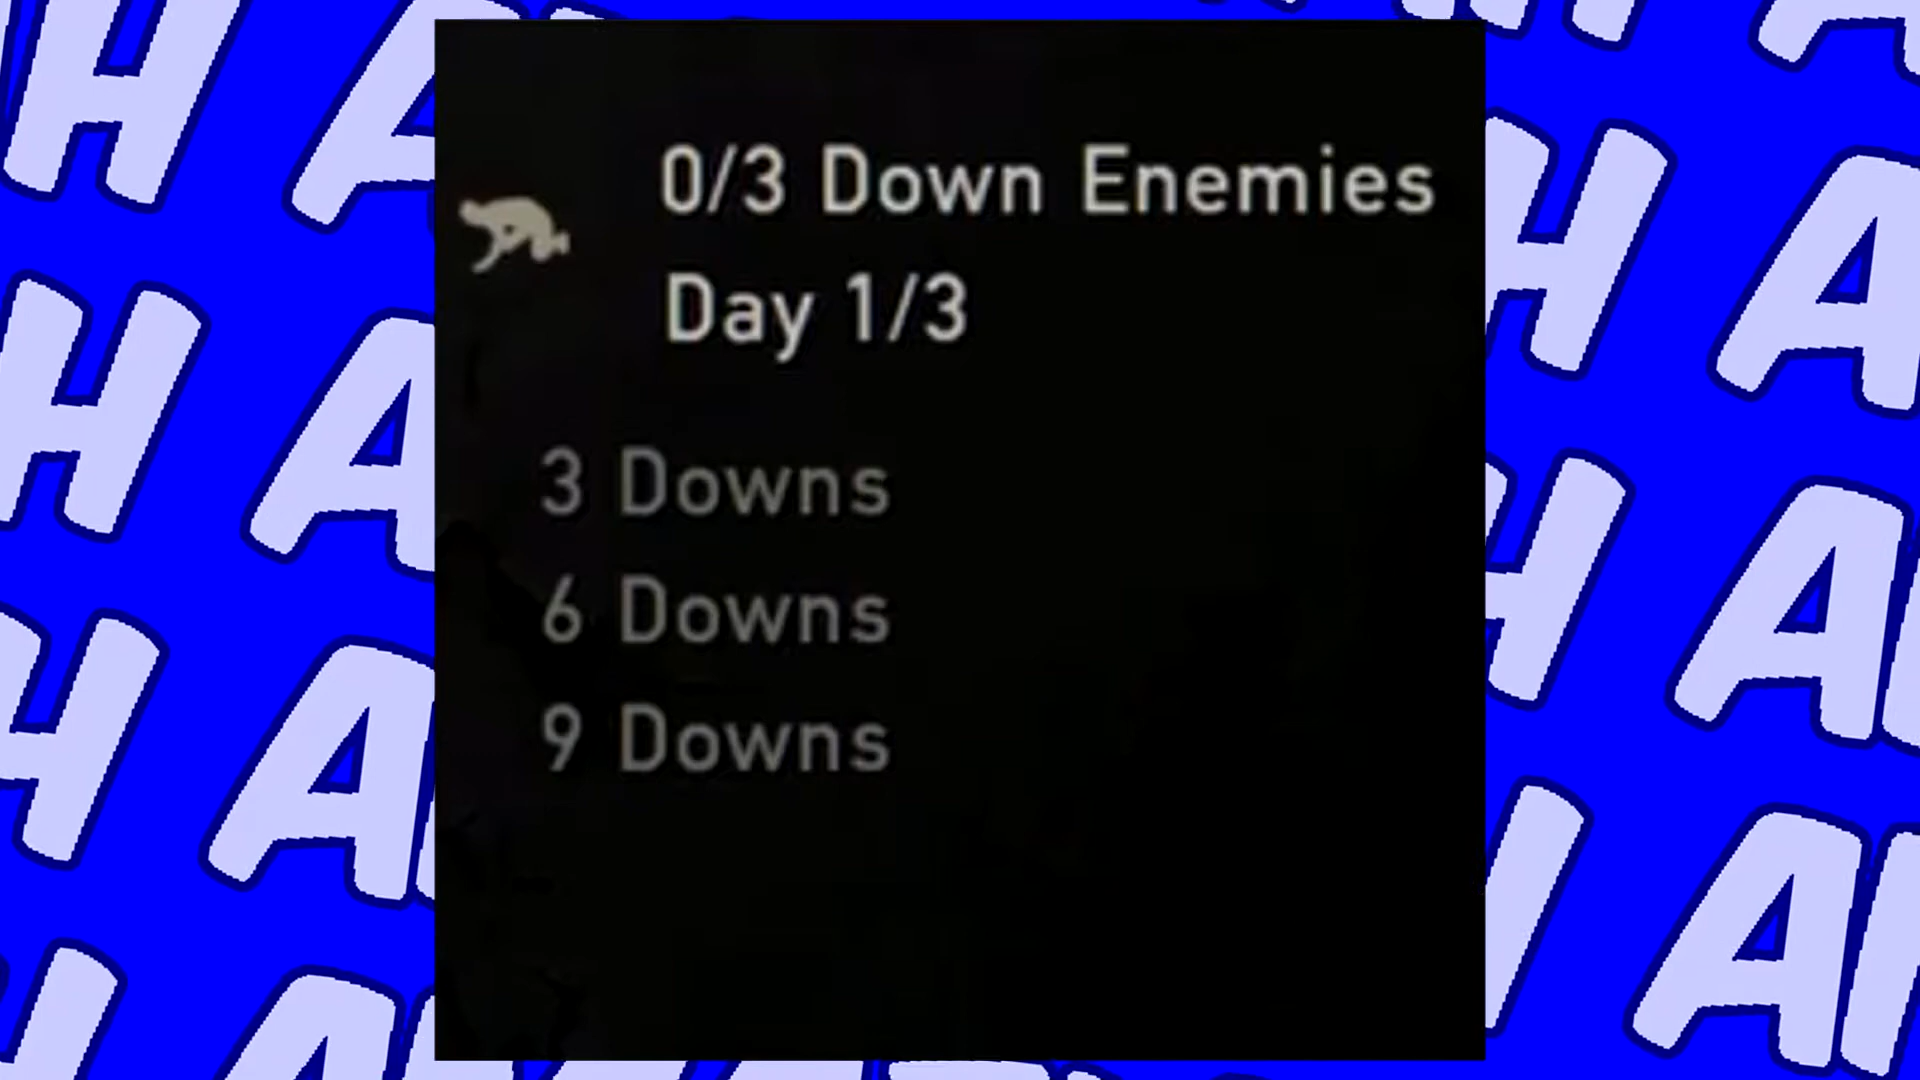 0/3 Down Enemies
Day 1/3
3 Downs
6 Downs
9 Downs